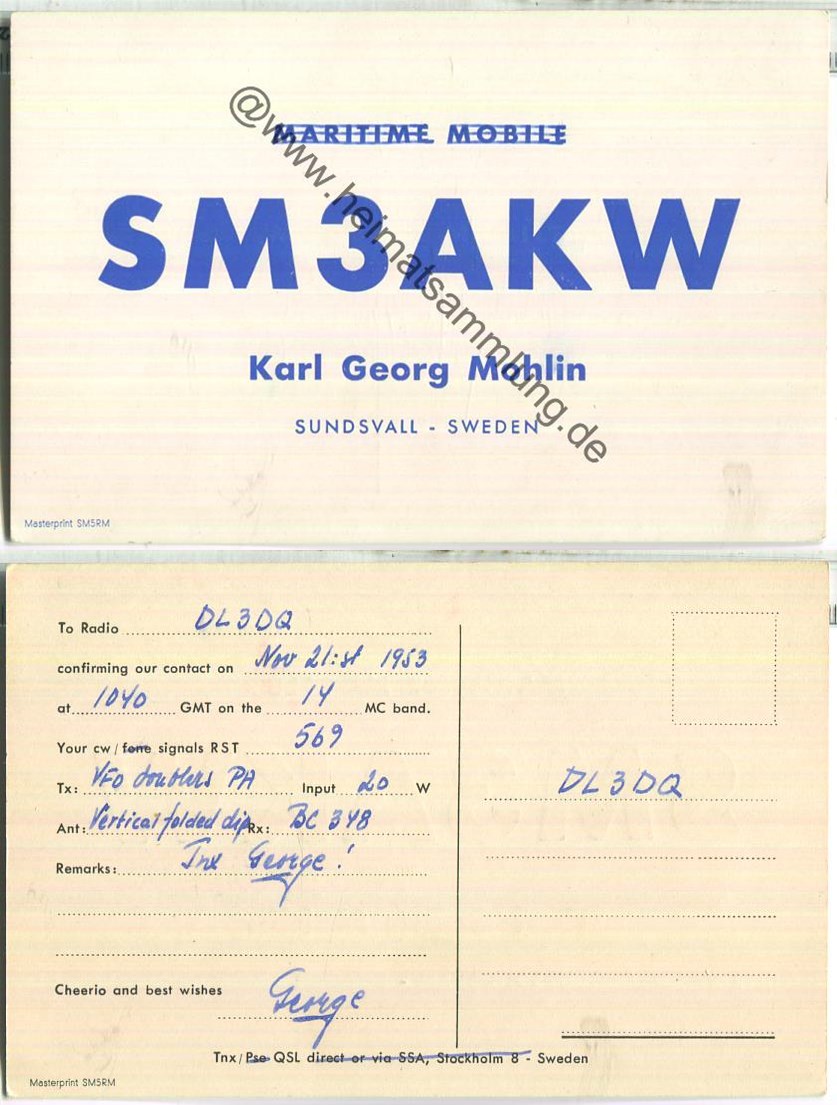 MARITIME MOBILE
SM3AKW
Karl Georg Mohlin
SUNDSVALL - SWEDEN
@www.heimatsammlung.de
Masterprint SM5RM
To Radio DL3DQ
confirming our contact on Nov 21:st 1953
at 1040 GMT on the 14 MC band.
Your cw / fone signals RST 569
Tx: VFO doublers PA Input 20 W
Ant: Vertical folded dip Rx: BC 348
Remarks: Tnx George!
Cheerio and best wishes George
DL3DQ
Tnx / Pse QSL direct or via SSA, Stockholm 8 - Sweden
Masterprint SM5RM